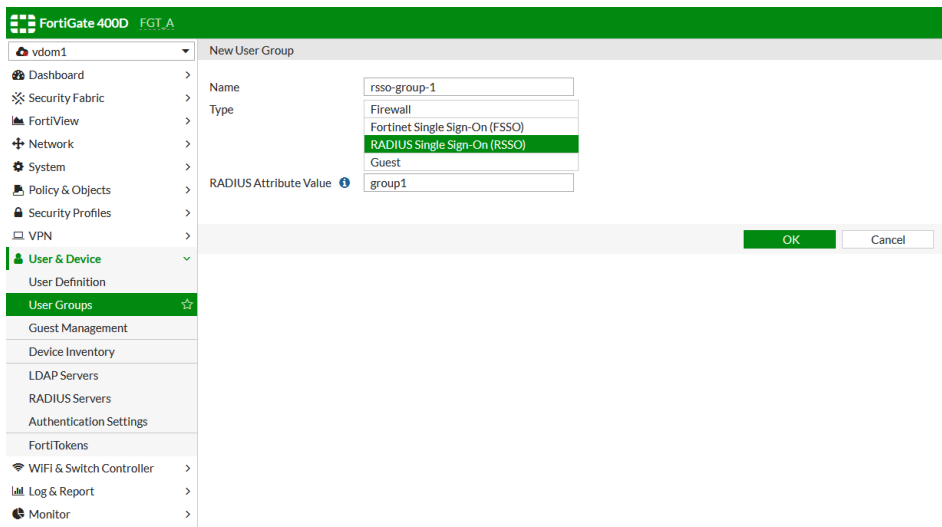 FortiGate 400D FGT_A
vdom1
Dashboard
Security Fabric
FortiView
Network
System
Policy & Objects
Security Profiles
VPN
User & Device
User Definition
User Groups
Guest Management
Device Inventory
LDAP Servers
RADIUS Servers
Authentication Settings
FortiTokens
WiFi & Switch Controller
Log & Report
Monitor
New User Group
Name rsso-group-1
Type Firewall
Fortinet Single Sign-On (FSSO)
RADIUS Single Sign-On (RSSO)
Guest
RADIUS Attribute Value group1
OK Cancel